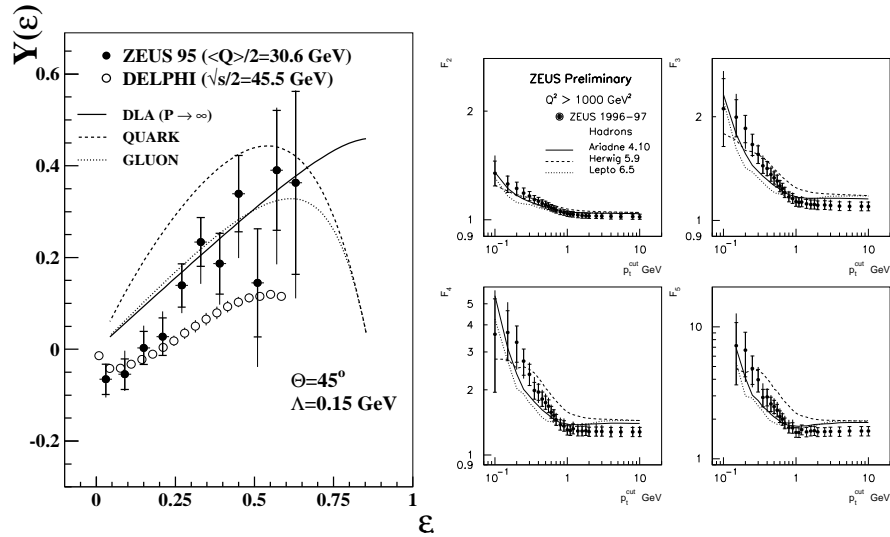 Y(ε)
ZEUS 95 (<Q>/2=30.6 GeV)
DELPHI (√s/2=45.5 GeV)
DLA (P → ∞)
QUARK
GLUON
0.6
0.4
0.2
0
-0.2
Θ=45°
Λ=0.15 GeV
0 0.25 0.5 0.75 1
ε
F2
2
1
0.9
ZEUS Preliminary
Q² > 1000 GeV²
ZEUS 1996-97
Hadrons
Ariadne 4.10
Herwig 5.9
Lepto 6.5
10⁻¹ 1 10
pt^cut GeV
F3
2
1
0.9
10⁻¹ 1 10
pt^cut GeV
F4
5
4
3
2
1
0.9
10⁻¹ 1 10
pt^cut GeV
F5
10
1
10⁻¹ 1 10
pt^cut GeV